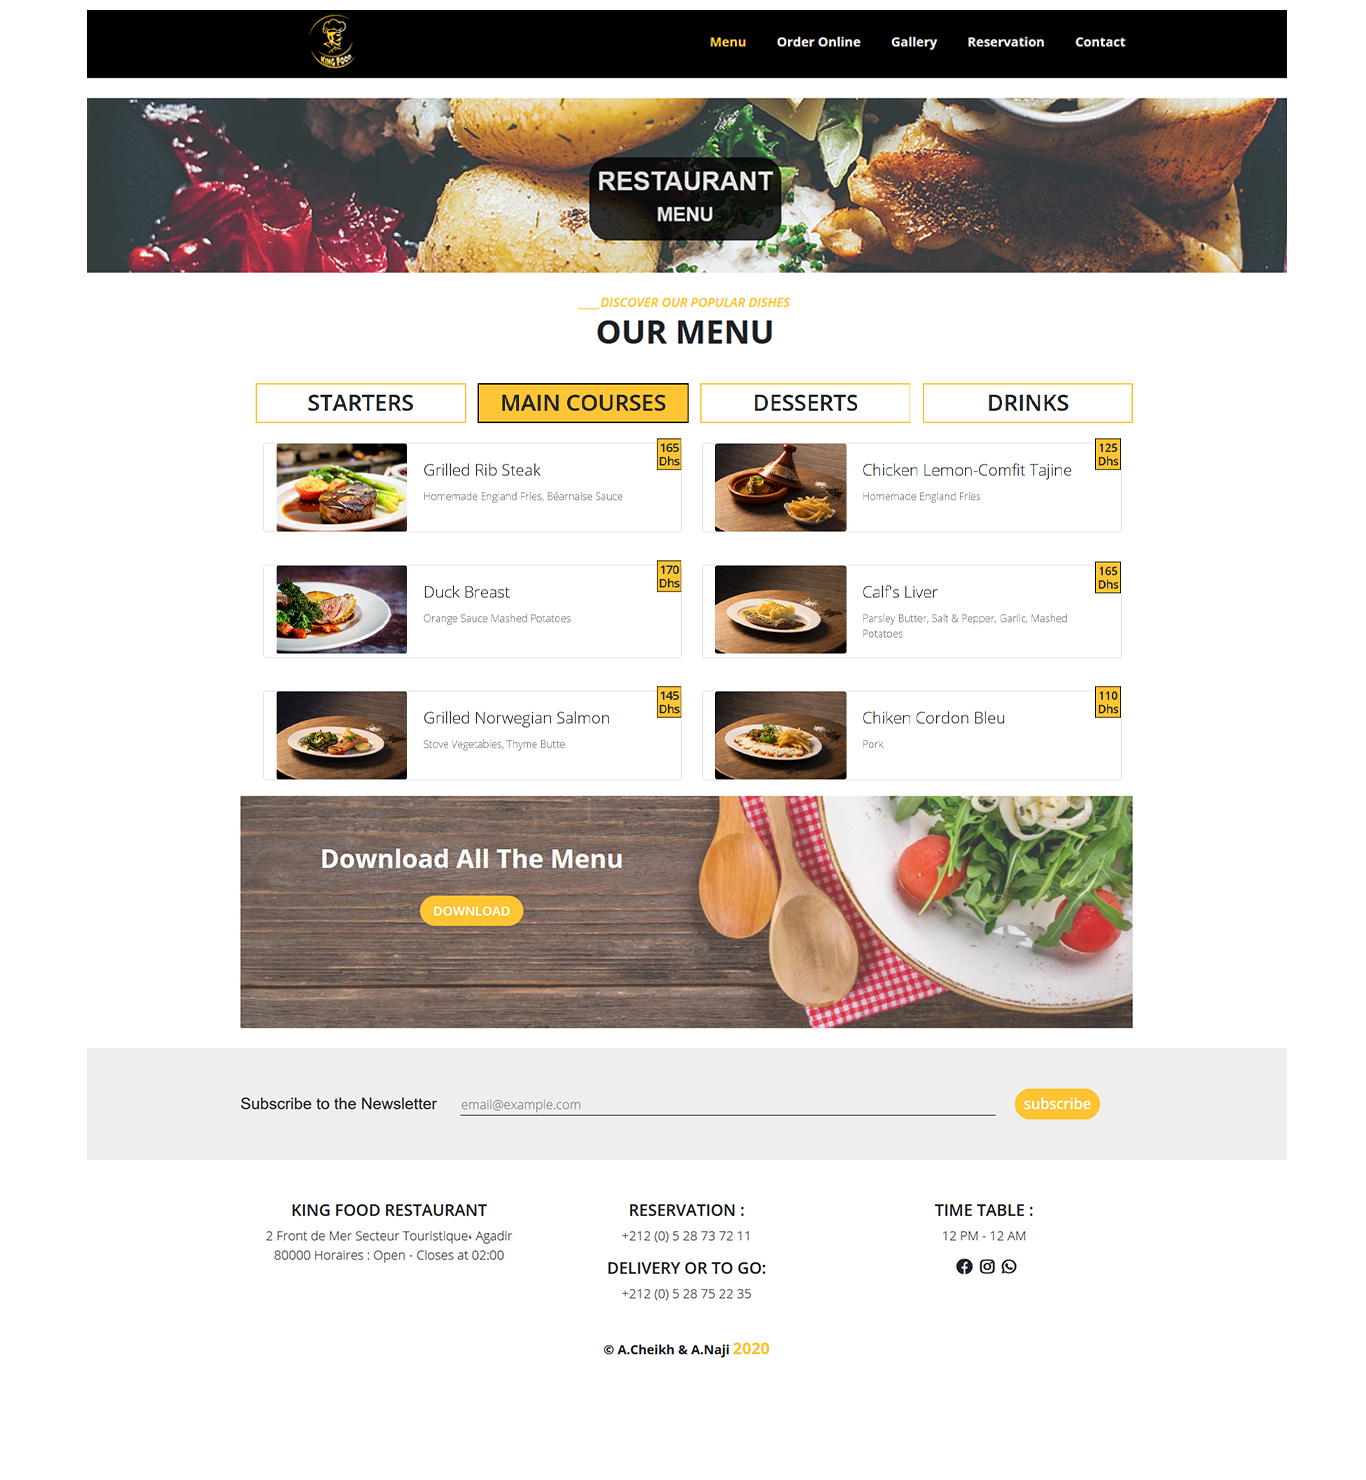 KING FOOD
Menu Order Online Gallery Reservation Contact
RESTAURANT
MENU
____DISCOVER OUR POPULAR DISHES
OUR MENU
STARTERS MAIN COURSES DESSERTS DRINKS
165
Dhs
Grilled Rib Steak
Homemade England Fries, Béarnaise Sauce
125
Dhs
Chicken Lemon-Comfit Tajine
Homemade England Fries
170
Dhs
Duck Breast
Orange Sauce Mashed Potatoes
165
Dhs
Calf's Liver
Parsley Butter, Salt & Pepper, Garlic, Mashed
Potatoes
145
Dhs
Grilled Norwegian Salmon
Stove Vegetables, Thyme Butte
110
Dhs
Chiken Cordon Bleu
Pork
Download All The Menu
DOWNLOAD
Subscribe to the Newsletter email@example.com subscribe
KING FOOD RESTAURANT
2 Front de Mer Secteur Touristique، Agadir
80000 Horaires : Open ⋅ Closes at 02:00
RESERVATION :
+212 (0) 5 28 73 72 11
DELIVERY OR TO GO:
+212 (0) 5 28 75 22 35
TIME TABLE :
12 PM - 12 AM
© A.Cheikh & A.Naji 2020